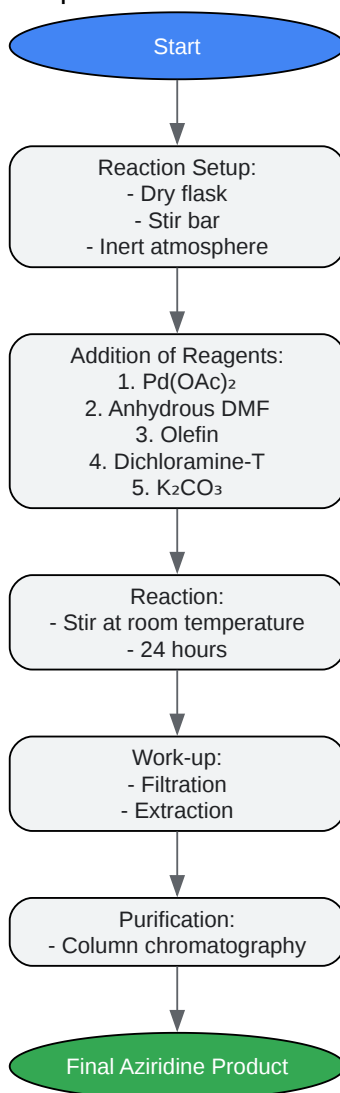 Start
Reaction Setup:
- Dry flask
- Stir bar
- Inert atmosphere
Addition of Reagents:
1. Pd(OAc)₂
2. Anhydrous DMF
3. Olefin
4. Dichloramine-T
5. K₂CO₃
Reaction:
- Stir at room temperature
- 24 hours
Work-up:
- Filtration
- Extraction
Purification:
- Column chromatography
Final Aziridine Product